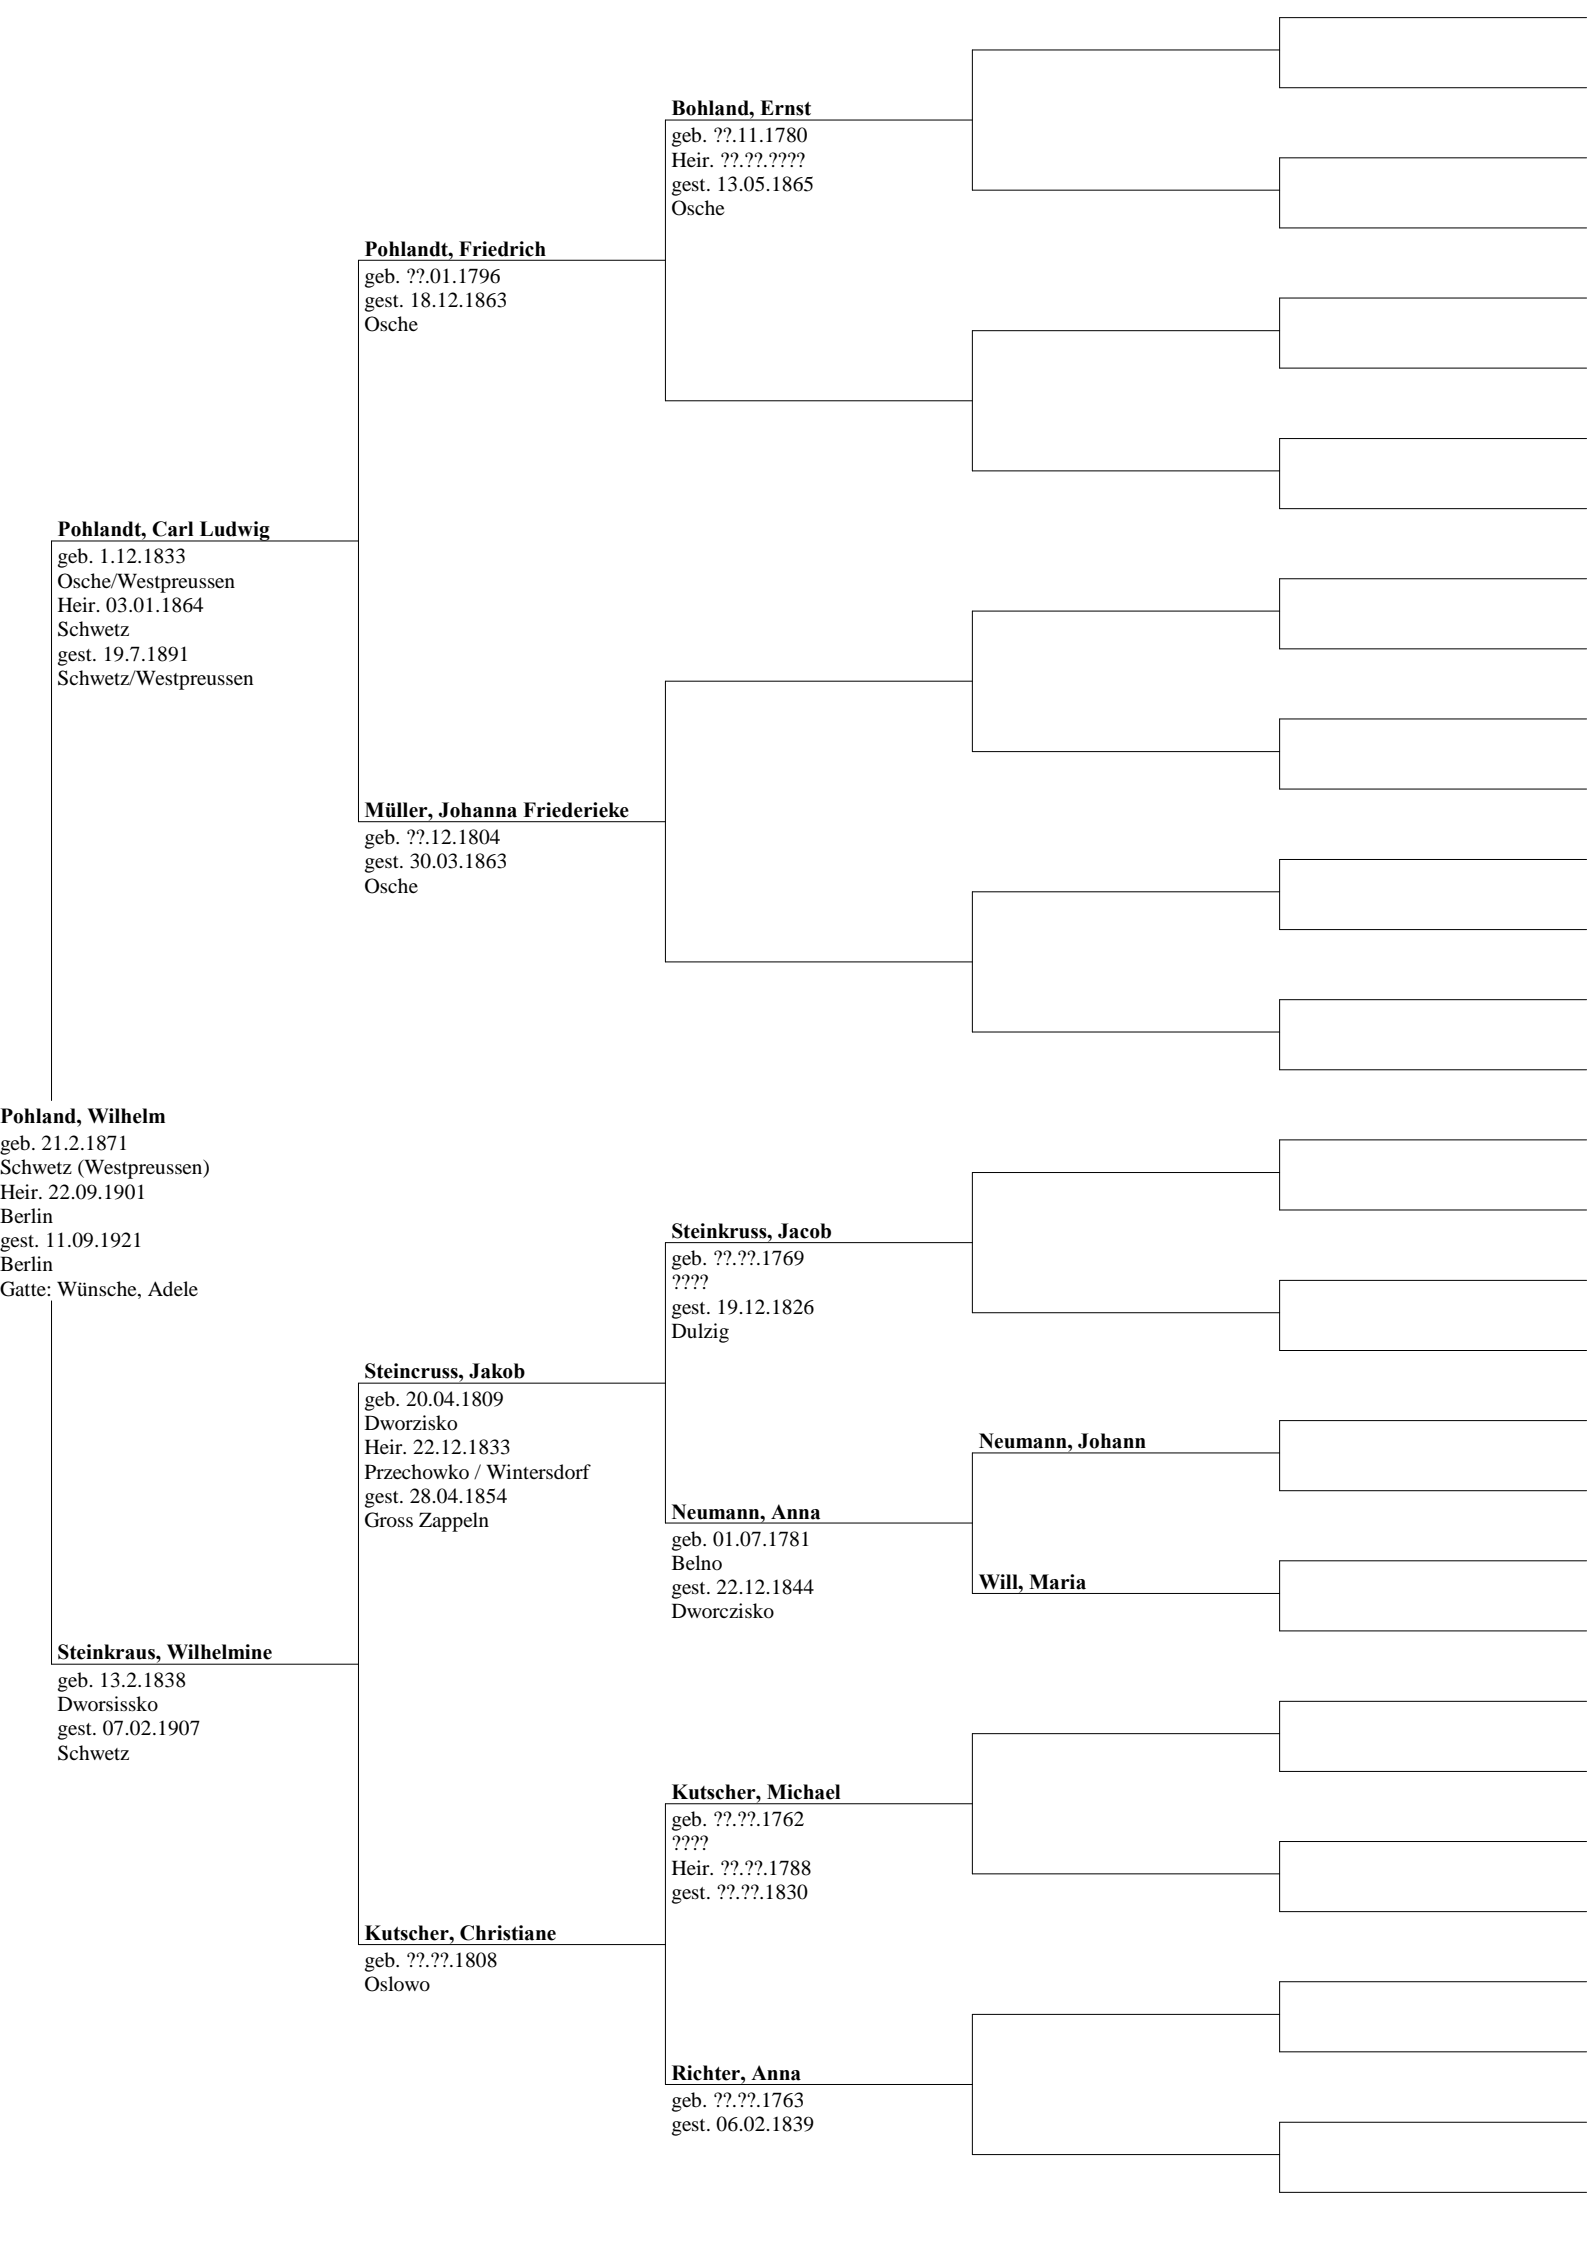 Bohland, Ernst
geb. ??.11.1780
Heir. ??.??.????
gest. 13.05.1865
Osche
Pohlandt, Friedrich
geb. ??.01.1796
gest. 18.12.1863
Osche
Pohlandt, Carl Ludwig
geb. 1.12.1833
Osche/Westpreussen
Heir. 03.01.1864
Schwetz
gest. 19.7.1891
Schwetz/Westpreussen
Müller, Johanna Friederieke
geb. ??.12.1804
gest. 30.03.1863
Osche
Pohland, Wilhelm
geb. 21.2.1871
Schwetz (Westpreussen)
Heir. 22.09.1901
Berlin
gest. 11.09.1921
Berlin
Gatte: Wünsche, Adele
Steinkruss, Jacob
geb. ??.??.1769
????
gest. 19.12.1826
Dulzig
Steincruss, Jakob
geb. 20.04.1809
Dworzisko
Heir. 22.12.1833
Przechowko / Wintersdorf
gest. 28.04.1854
Gross Zappeln
Neumann, Johann
Neumann, Anna
geb. 01.07.1781
Belno
gest. 22.12.1844
Dworczisko
Will, Maria
Steinkraus, Wilhelmine
geb. 13.2.1838
Dworsissko
gest. 07.02.1907
Schwetz
Kutscher, Michael
geb. ??.??.1762
????
Heir. ??.??.1788
gest. ??.??.1830
Kutscher, Christiane
geb. ??.??.1808
Oslowo
Richter, Anna
geb. ??.??.1763
gest. 06.02.1839